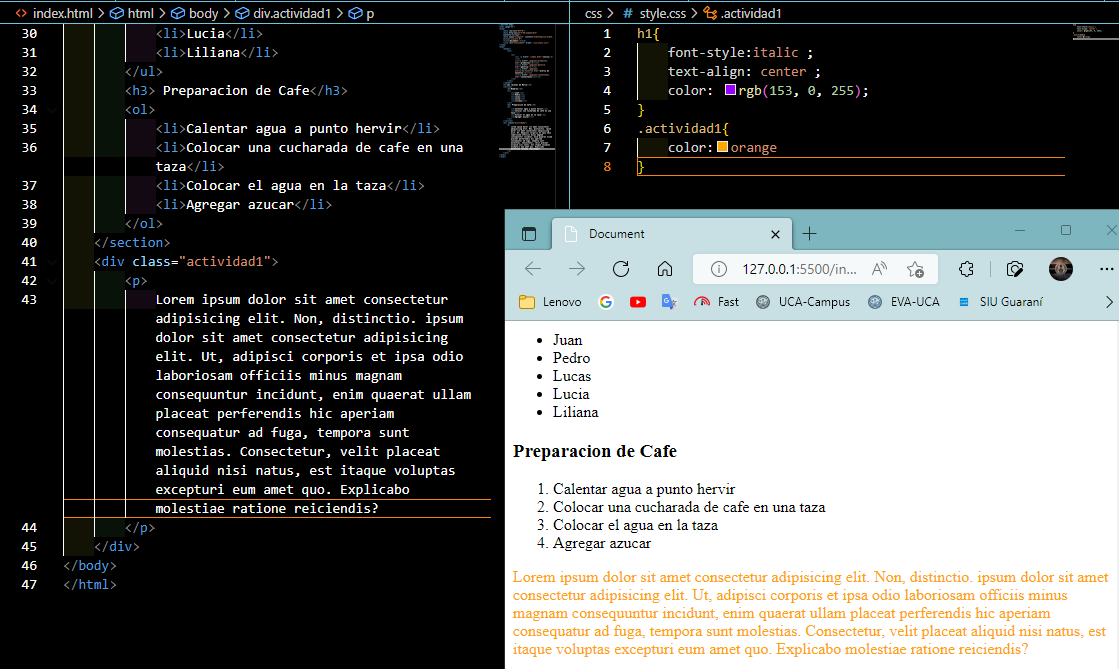 index.html > html > body > div.actividad1 > p
30 <li>Lucia</li>
31 <li>Liliana</li>
32 </ul>
33 <h3> Preparacion de Cafe</h3>
34 <ol>
35 <li>Calentar agua a punto hervir</li>
36 <li>Colocar una cucharada de cafe en una
taza</li>
37 <li>Colocar el agua en la taza</li>
38 <li>Agregar azucar</li>
39 </ol>
40 </section>
41 <div class="actividad1">
42 <p>
43 Lorem ipsum dolor sit amet consectetur
adipisicing elit. Non, distinctio. ipsum
dolor sit amet consectetur adipisicing
elit. Ut, adipisci corporis et ipsa odio
laboriosam officiis minus magnam
consequuntur incidunt, enim quaerat ullam
placeat perferendis hic aperiam
consequatur ad fuga, tempora sunt
molestias. Consectetur, velit placeat
aliquid nisi natus, est itaque voluptas
excepturi eum amet quo. Explicabo
molestiae ratione reiciendis?
44 </p>
45 </div>
46 </body>
47 </html>
css > # style.css > .actividad1
1 h1{
2 font-style:italic ;
3 text-align: center ;
4 color: rgb(153, 0, 255);
5 }
6 .actividad1{
7 color: orange
8 }
Document
127.0.0.1:5500/in...
Lenovo Fast UCA-Campus EVA-UCA SIU Guaraní
• Juan
• Pedro
• Lucas
• Lucia
• Liliana
Preparacion de Cafe
1. Calentar agua a punto hervir
2. Colocar una cucharada de cafe en una taza
3. Colocar el agua en la taza
4. Agregar azucar
Lorem ipsum dolor sit amet consectetur adipisicing elit. Non, distinctio. ipsum dolor sit amet
consectetur adipisicing elit. Ut, adipisci corporis et ipsa odio laboriosam officiis minus
magnam consequuntur incidunt, enim quaerat ullam placeat perferendis hic aperiam
consequatur ad fuga, tempora sunt molestias. Consectetur, velit placeat aliquid nisi natus, est
itaque voluptas excepturi eum amet quo. Explicabo molestiae ratione reiciendis?